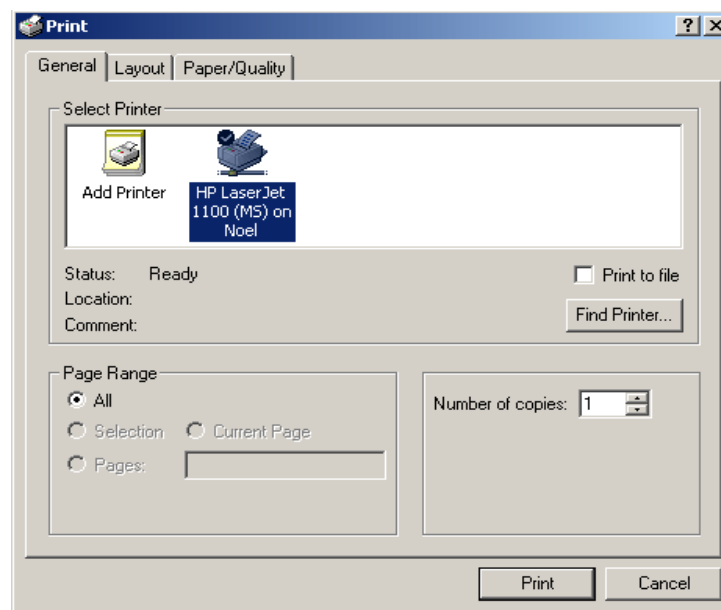 Print
General Layout Paper/Quality
Select Printer
Add Printer
HP LaserJet
1100 (MS) on
Noel
Status: Ready
Print to file
Location:
Find Printer...
Comment:
Page Range
All
Number of copies: 1
Selection Current Page
Pages:
Print Cancel